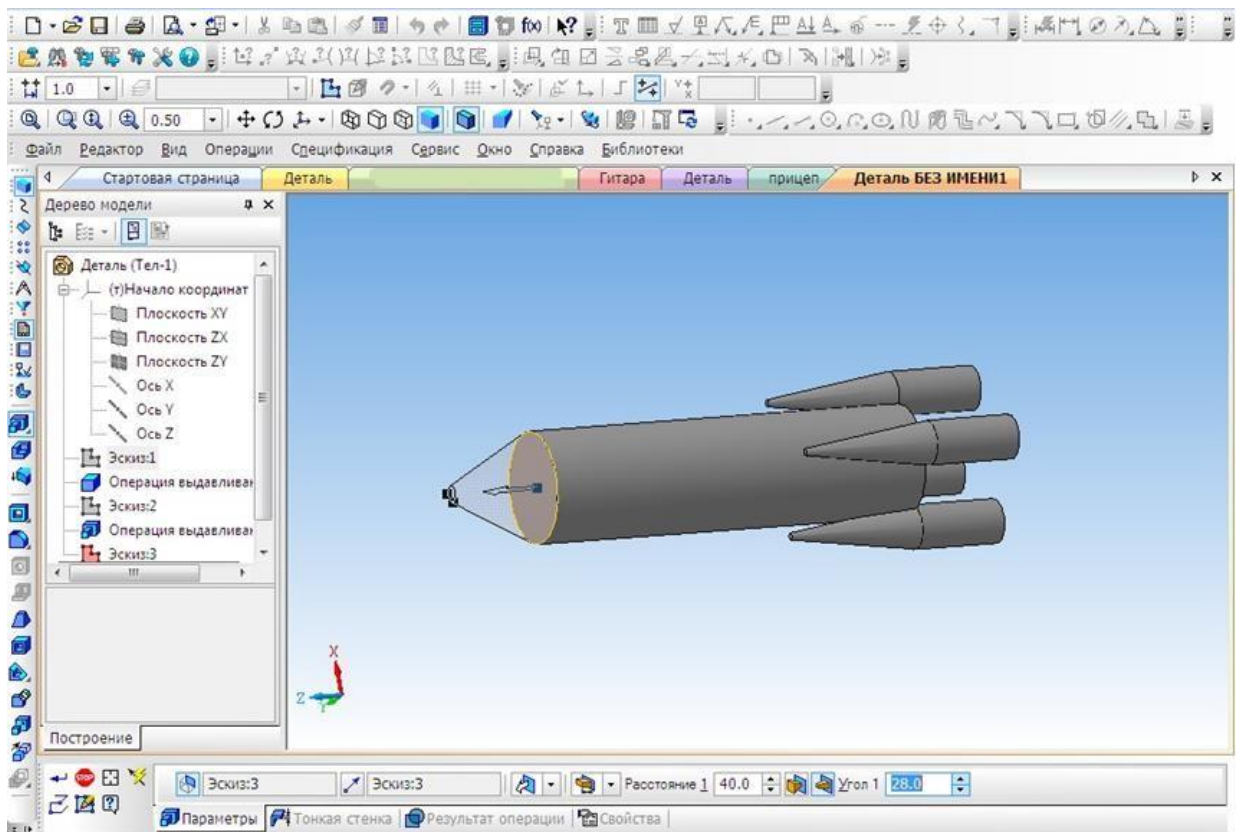 1.0
0.50
Файл Редактор Вид Операции Спецификация Сервис Окно Справка Библиотеки
Стартовая страница Деталь Гитара Деталь прицеп Деталь БЕЗ ИМЕНИ1
Дерево модели
Деталь (Тел-1)
(т)Начало координат
Плоскость XY
Плоскость ZX
Плоскость ZY
Ось X
Ось Y
Ось Z
Эскиз:1
Операция выдавливан
Эскиз:2
Операция выдавливан
Эскиз:3
X
Z
Y
Построение
STOP Эскиз:3 Эскиз:3 Расстояние 1 40.0 Угол 1 28.0
Параметры Тонкая стенка Результат операции Свойства